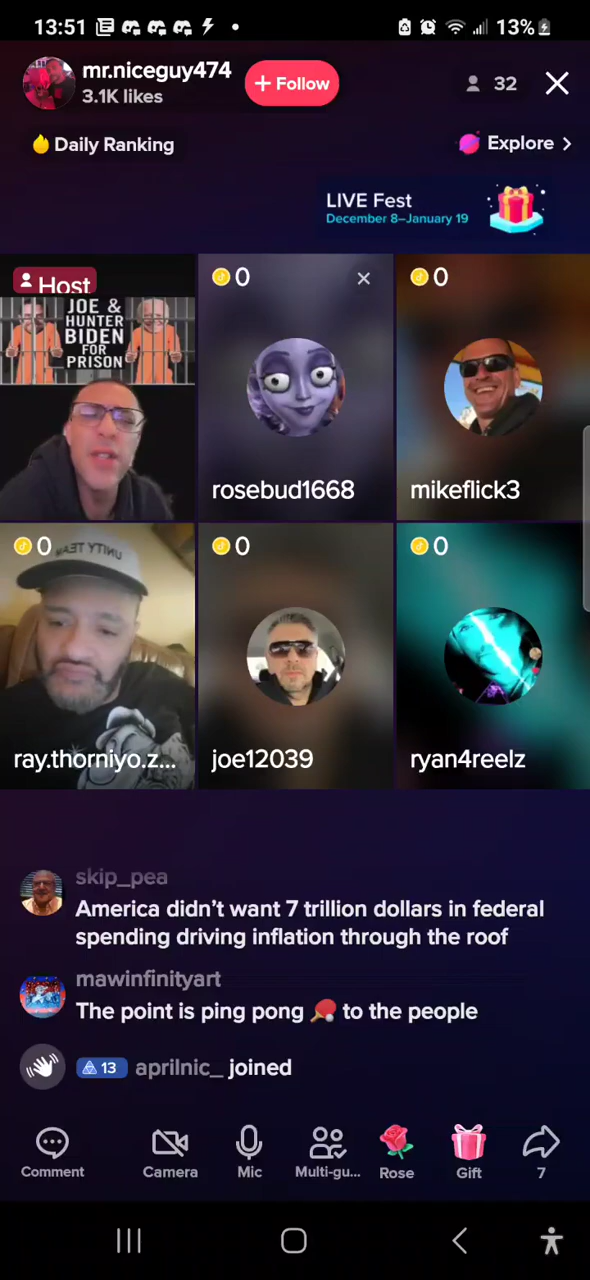 13:51
13%
mr.niceguy474
3.1K likes
+ Follow
32
Daily Ranking
Explore >
LIVE Fest
December 8–January 19
Host
JOE &
HUNTER
BIDEN
FOR
PRISON
0
rosebud1668
0
mikeflick3
0
UNITY TEAM
ray.thorniyo.z...
0
joe12039
0
ryan4reelz
skip_pea
America didn't want 7 trillion dollars in federal
spending driving inflation through the roof
mawinfinityart
The point is ping pong 🏓 to the people
13 aprilnic_ joined
Comment
Camera
Mic
Multi-gu...
Rose
Gift
7